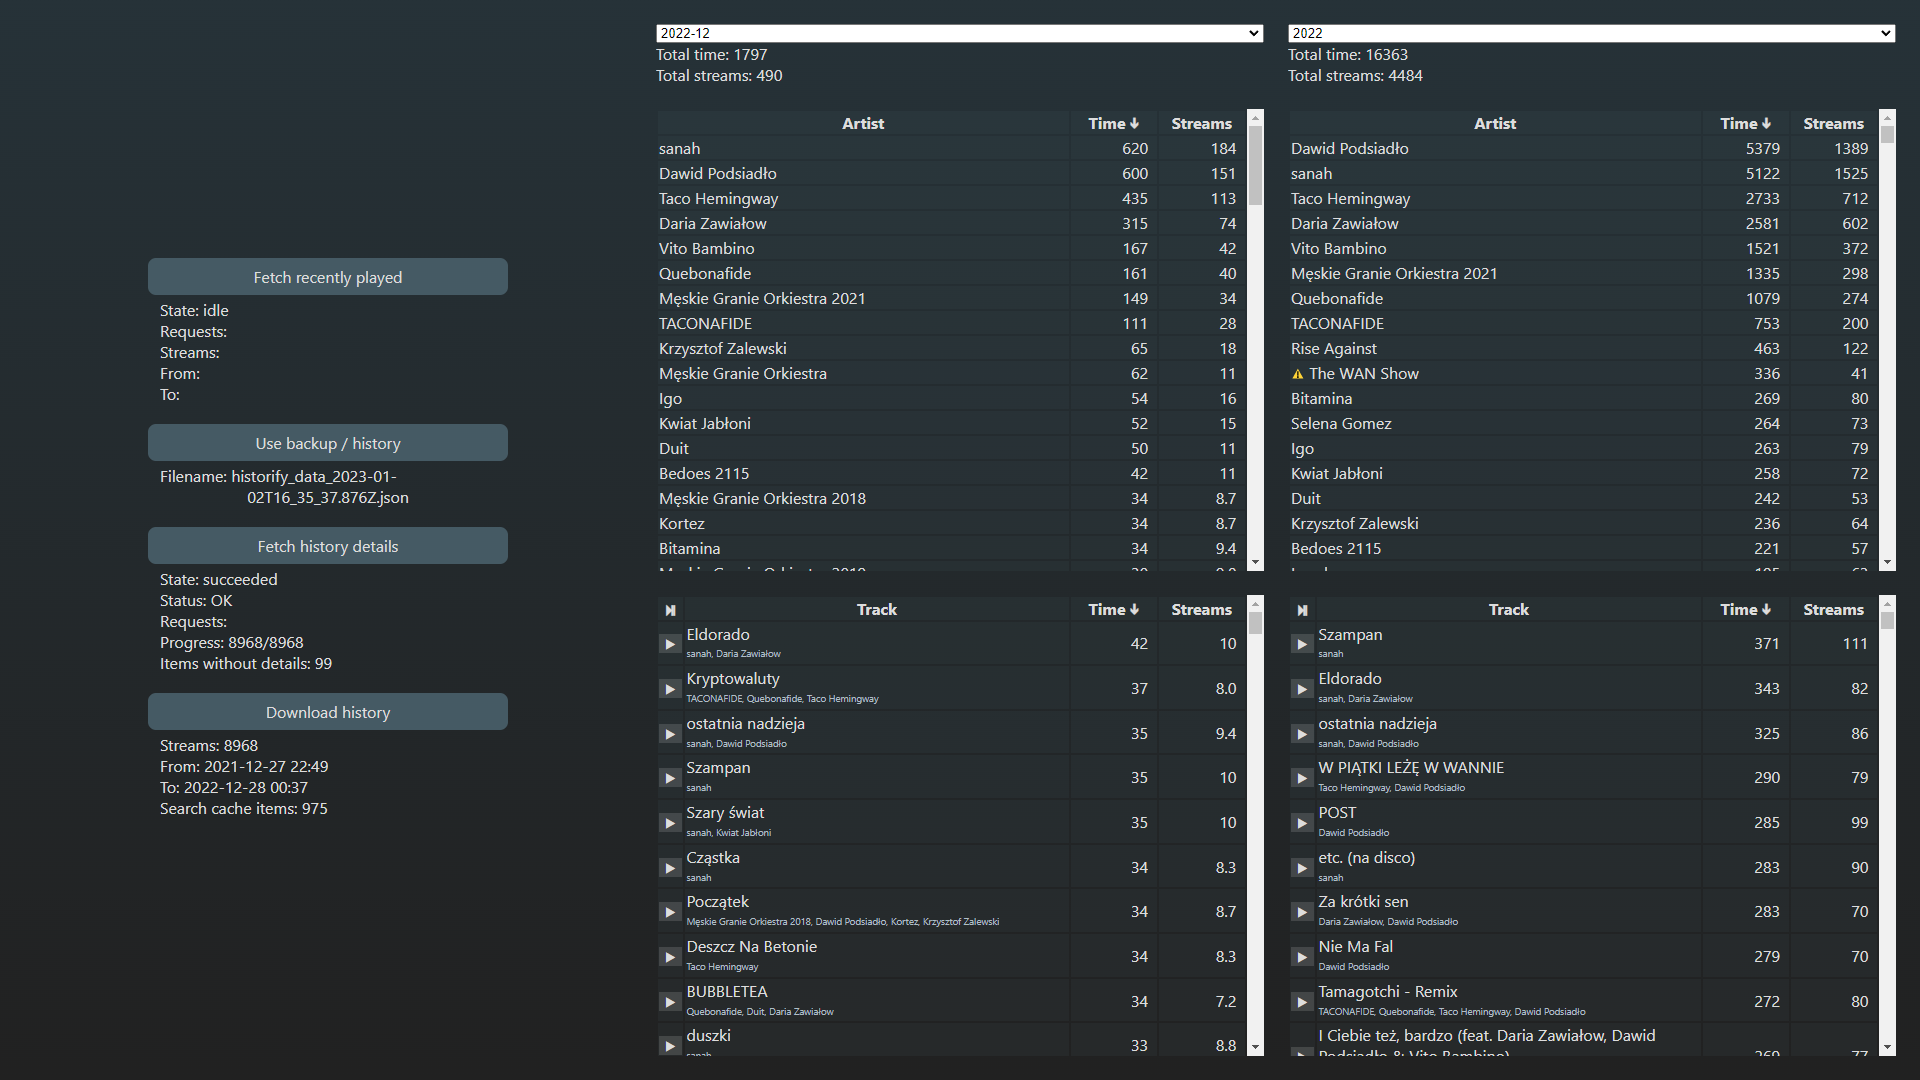 Fetch recently played
State: idle
Requests:
Streams:
From:
To:
Use backup / history
Filename: historify_data_2023-01-
02T16_35_37.876Z.json
Fetch history details
State: succeeded
Status: OK
Requests:
Progress: 8968/8968
Items without details: 99
Download history
Streams: 8968
From: 2021-12-27 22:49
To: 2022-12-28 00:37
Search cache items: 975
2022-12
Total time: 1797
Total streams: 490
Artist Time Streams
sanah 620 184
Dawid Podsiadło 600 151
Taco Hemingway 435 113
Daria Zawiałow 315 74
Vito Bambino 167 42
Quebonafide 161 40
Męskie Granie Orkiestra 2021 149 34
TACONAFIDE 111 28
Krzysztof Zalewski 65 18
Męskie Granie Orkiestra 62 11
Igo 54 16
Kwiat Jabłoni 52 15
Duit 50 11
Bedoes 2115 42 11
Męskie Granie Orkiestra 2018 34 8.7
Kortez 34 8.7
Bitamina 34 9.4
Track Time Streams
Eldorado 42 10
sanah, Daria Zawiałow
Kryptowaluty 37 8.0
TACONAFIDE, Quebonafide, Taco Hemingway
ostatnia nadzieja 35 9.4
sanah, Dawid Podsiadło
Szampan 35 10
sanah
Szary świat 35 10
sanah, Kwiat Jabłoni
Cząstka 34 8.3
sanah
Początek 34 8.7
Męskie Granie Orkiestra 2018, Dawid Podsiadło, Kortez, Krzysztof Zalewski
Deszcz Na Betonie 34 8.3
Taco Hemingway
BUBBLETEA 34 7.2
Quebonafide, Duit, Daria Zawiałow
duszki 33 8.8
2022
Total time: 16363
Total streams: 4484
Artist Time Streams
Dawid Podsiadło 5379 1389
sanah 5122 1525
Taco Hemingway 2733 712
Daria Zawiałow 2581 602
Vito Bambino 1521 372
Męskie Granie Orkiestra 2021 1335 298
Quebonafide 1079 274
TACONAFIDE 753 200
Rise Against 463 122
The WAN Show 336 41
Bitamina 269 80
Selena Gomez 264 73
Igo 263 79
Kwiat Jabłoni 258 72
Duit 242 53
Krzysztof Zalewski 236 64
Bedoes 2115 221 57
Track Time Streams
Szampan 371 111
sanah
Eldorado 343 82
sanah, Daria Zawiałow
ostatnia nadzieja 325 86
sanah, Dawid Podsiadło
W PIĄTKI LEŻĘ W WANNIE 290 79
Taco Hemingway, Dawid Podsiadło
POST 285 99
Dawid Podsiadło
etc. (na disco) 283 90
sanah
Za krótki sen 283 70
Daria Zawiałow, Dawid Podsiadło
Nie Ma Fal 279 70
Dawid Podsiadło
Tamagotchi - Remix 272 80
TACONAFIDE, Quebonafide, Taco Hemingway, Dawid Podsiadło
I Ciebie też, bardzo (feat. Daria Zawiałow, Dawid
Podsiadło & Vito Bambino) 269 77